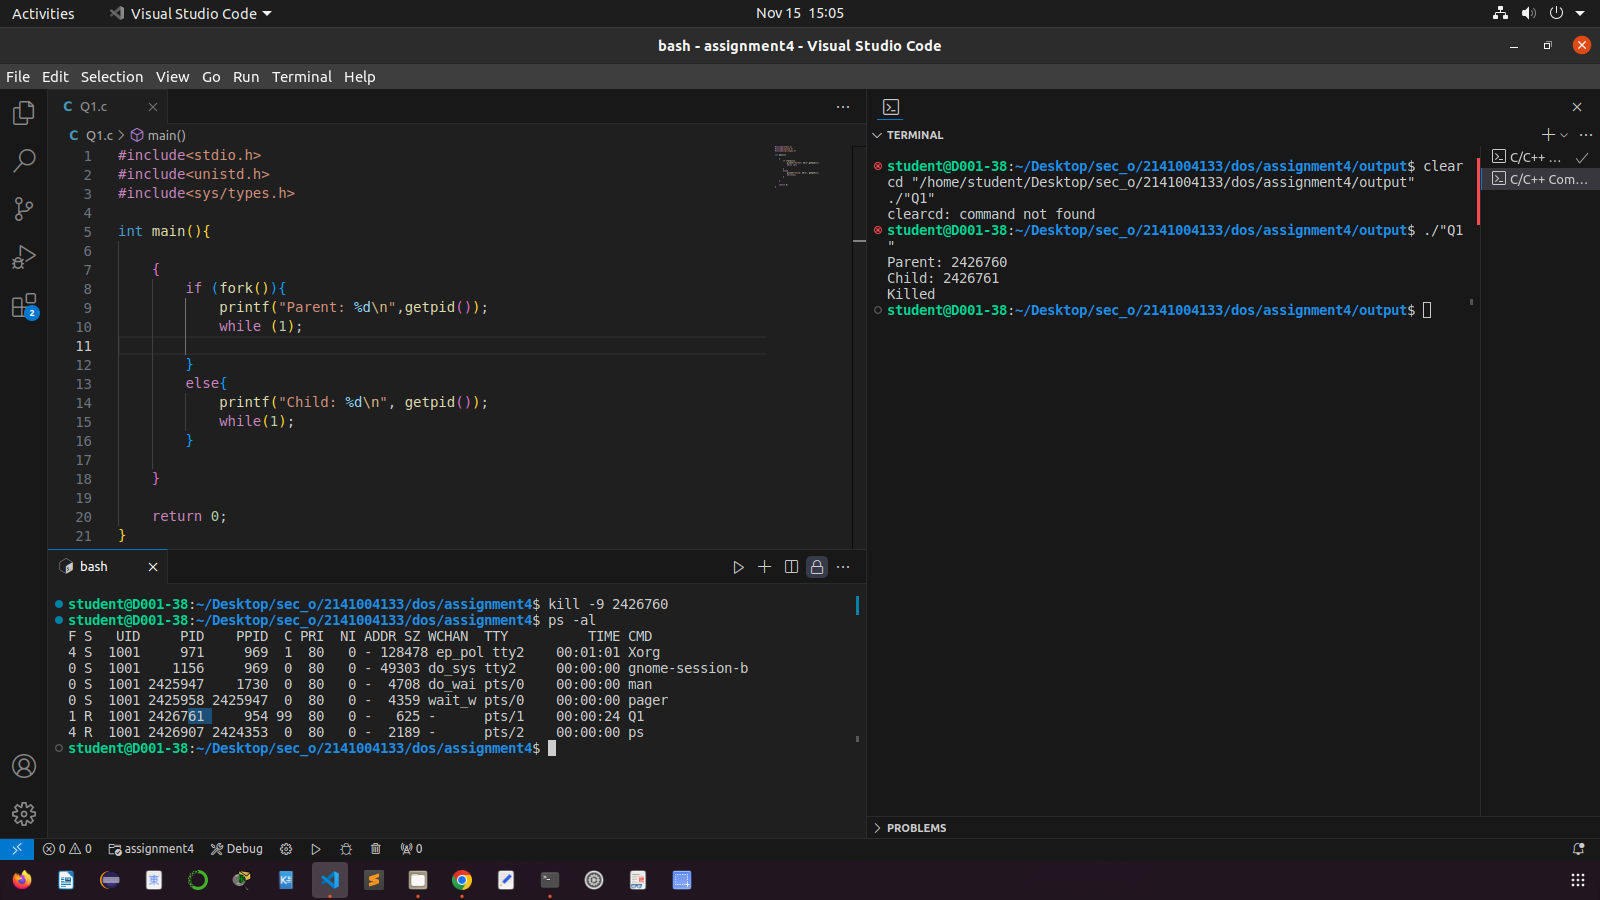 Activities
Visual Studio Code
Nov 15 15:05
bash - assignment4 - Visual Studio Code
File Edit Selection View Go Run Terminal Help
C Q1.c
C Q1.c > main()
1 #include<stdio.h>
2 #include<unistd.h>
3 #include<sys/types.h>
4
5 int main(){
6
7 {
8 if (fork()){
9 printf("Parent: %d\n",getpid());
10 while (1);
11
12 }
13 else{
14 printf("Child: %d\n", getpid());
15 while(1);
16 }
17
18 }
19
20 return 0;
21 }
bash
student@D001-38:~/Desktop/sec_o/2141004133/dos/assignment4$ kill -9 2426760
student@D001-38:~/Desktop/sec_o/2141004133/dos/assignment4$ ps -al
F S UID PID PPID C PRI NI ADDR SZ WCHAN TTY TIME CMD
4 S 1001 971 969 1 80 0 - 128478 ep_pol tty2 00:01:01 Xorg
0 S 1001 1156 969 0 80 0 - 49303 do_sys tty2 00:00:00 gnome-session-b
0 S 1001 2425947 1730 0 80 0 - 4708 do_wai pts/0 00:00:00 man
0 S 1001 2425958 2425947 0 80 0 - 4359 wait_w pts/0 00:00:00 pager
1 R 1001 2426761 954 99 80 0 - 625 - pts/1 00:00:24 Q1
4 R 1001 2426907 2424353 0 80 0 - 2189 - pts/2 00:00:00 ps
student@D001-38:~/Desktop/sec_o/2141004133/dos/assignment4$
TERMINAL
student@D001-38:~/Desktop/sec_o/2141004133/dos/assignment4/output$ clear
cd "/home/student/Desktop/sec_o/2141004133/dos/assignment4/output"
./"Q1"
clearcd: command not found
student@D001-38:~/Desktop/sec_o/2141004133/dos/assignment4/output$ ./"Q1
"
Parent: 2426760
Child: 2426761
Killed
student@D001-38:~/Desktop/sec_o/2141004133/dos/assignment4/output$
C/C++ ...
C/C++ Com...
PROBLEMS
2
0 0 assignment4 Debug 0